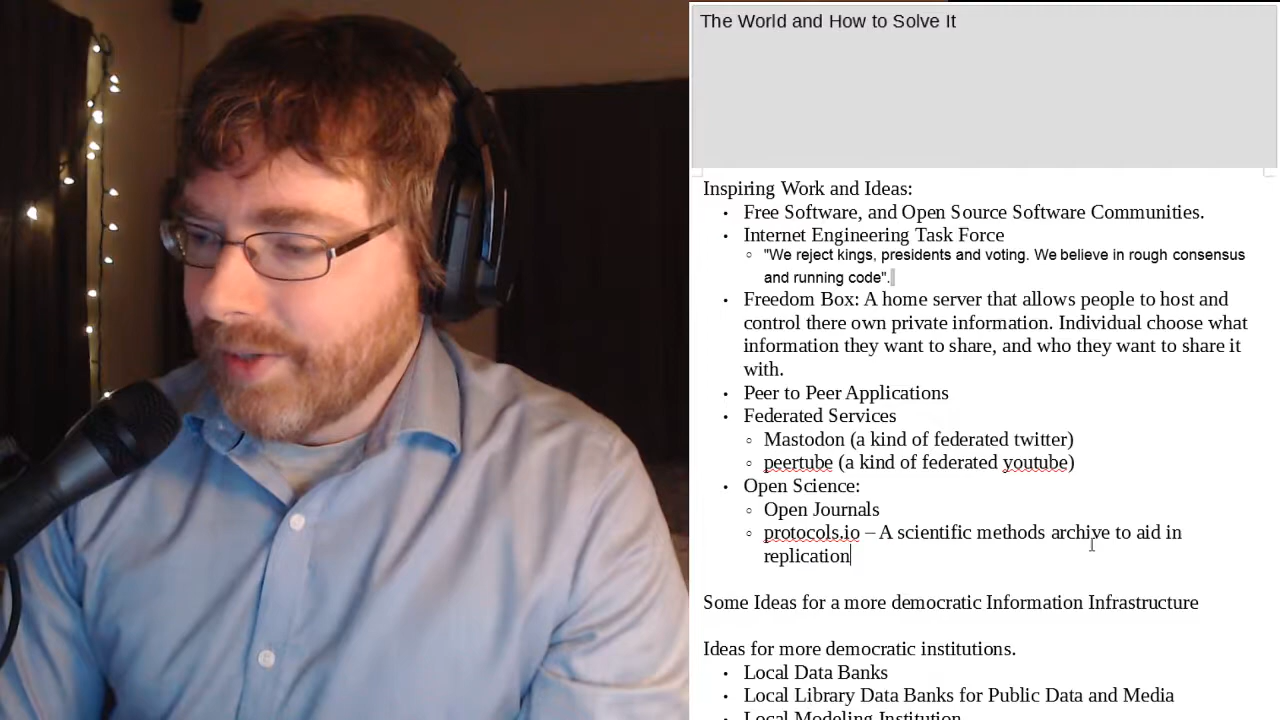 The World and How to Solve It
Inspiring Work and Ideas:
• Free Software, and Open Source Software Communities.
• Internet Engineering Task Force
◦ "We reject kings, presidents and voting. We believe in rough consensus
and running code".
• Freedom Box: A home server that allows people to host and
control there own private information. Individual choose what
information they want to share, and who they want to share it
with.
• Peer to Peer Applications
• Federated Services
◦ Mastodon (a kind of federated twitter)
◦ peertube (a kind of federated youtube)
• Open Science:
◦ Open Journals
◦ protocols.io – A scientific methods archive to aid in
replication
Some Ideas for a more democratic Information Infrastructure
Ideas for more democratic institutions.
• Local Data Banks
• Local Library Data Banks for Public Data and Media
• Local Modeling Institution